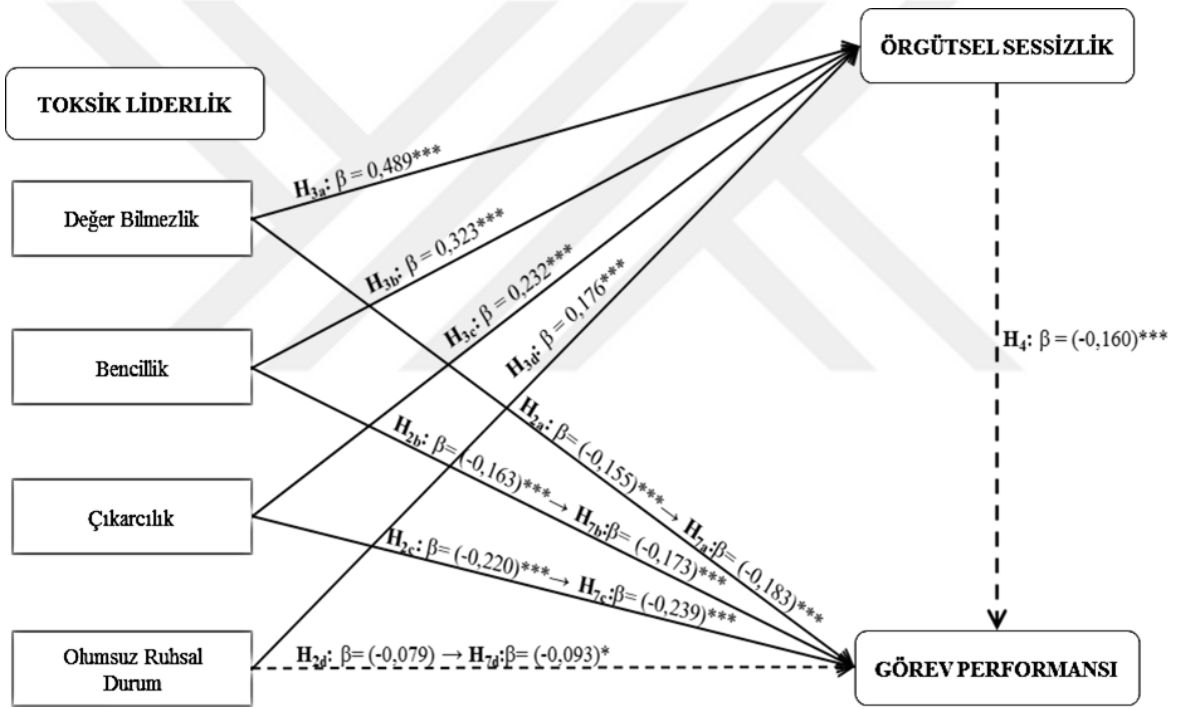 ÖRGÜTSEL SESSİZLİK
TOKSİK LİDERLİK
H3a: β = 0,489***
Değer Bilmezlik
H3b: β = 0,323***
H3c: β = 0,232***
H3d: β = 0,176***
H4: β = (-0,160)***
Bencillik
H2a: β= (-0,155)***→ H7a:β= (-0,183)***
H2b: β= (-0,163)***→ H7b:β= (-0,173)***
Çıkarcılık
H2c: β= (-0,220)***→ H7c:β= (-0,239)***
Olumsuz Ruhsal
Durum
H2d: β= (-0,079) → H7d:β= (-0,093)*
GÖREV PERFORMANSI